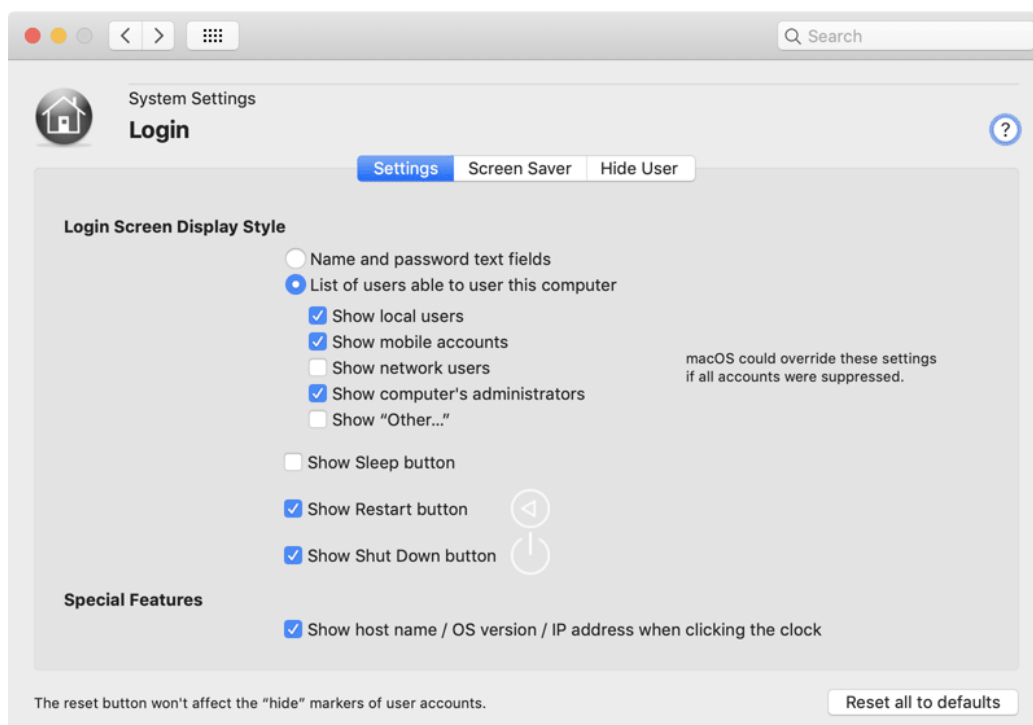 Search
System Settings
Login
?
Settings
Screen Saver
Hide User
Login Screen Display Style
Name and password text fields
List of users able to user this computer
Show local users
Show mobile accounts
Show network users
macOS could override these settings
if all accounts were suppressed.
Show computer's administrators
Show “Other...”
Show Sleep button
Show Restart button
Show Shut Down button
Special Features
Show host name / OS version / IP address when clicking the clock
The reset button won't affect the “hide” markers of user accounts.
Reset all to defaults